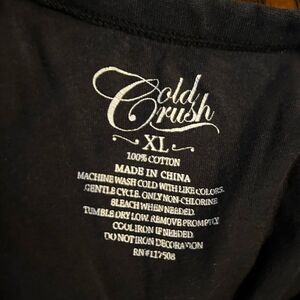 Cold
Crush
XL
100% COTTON
MADE IN CHINA
MACHINE WASH COLD WITH LIKE COLORS.
GENTLE CYCLE. ONLY NON-CHLORINE
BLEACH WHEN NEEDED.
TUMBLE DRY LOW. REMOVE PROMPTLY.
COOL IRON IF NEEDED.
DO NOT IRON DECORATION
RN#117508